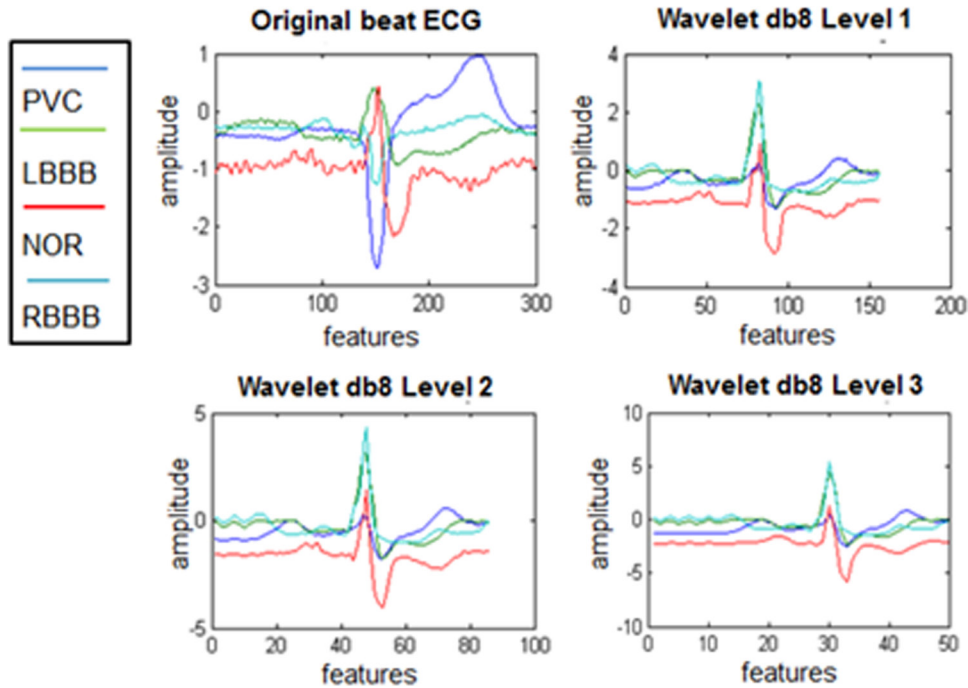 Original beat ECG
1
0
-1
-2
-3
0 100 200 300
amplitude
features
Wavelet db8 Level 1
4
2
0
-2
-4
0 50 100 150 200
amplitude
features
PVC
LBBB
NOR
RBBB
Wavelet db8 Level 2
5
0
-5
0 20 40 60 80 100
amplitude
features
Wavelet db8 Level 3
10
5
0
-5
-10
0 10 20 30 40 50
amplitude
features